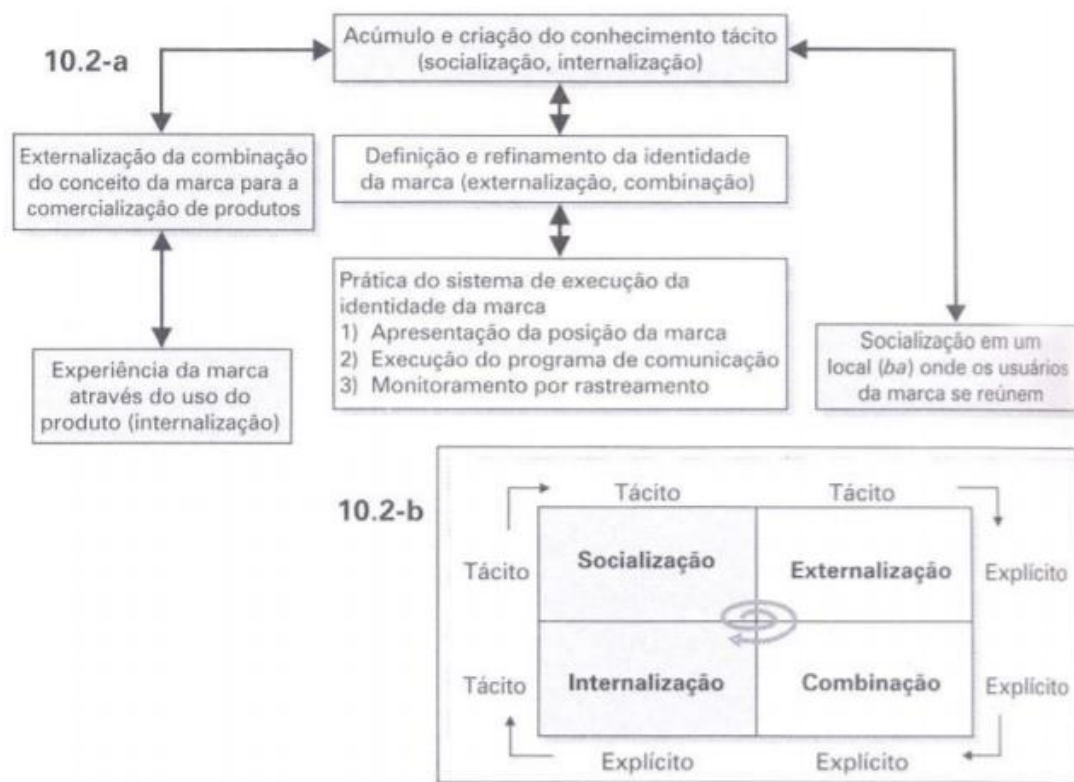 10.2-a
Acúmulo e criação do conhecimento tácito
(socialização, internalização)
Externalização da combinação
do conceito da marca para a
comercialização de produtos
Definição e refinamento da identidade
da marca (externalização, combinação)
Prática do sistema de execução da
identidade da marca
1) Apresentação da posição da marca
2) Execução do programa de comunicação
3) Monitoramento por rastreamento
Experiência da marca
através do uso do
produto (internalização)
Socialização em um
local (ba) onde os usuários
da marca se reúnem
10.2-b
Tácito Tácito
Tácito Socialização Externalização Explícito
Tácito Internalização Combinação Explícito
Explícito Explícito